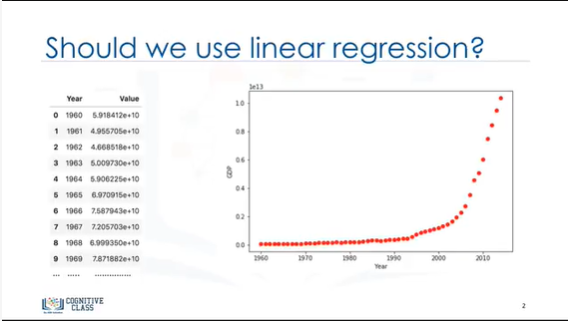 Should we use linear regression?
Year Value
0 1960 5.918412e+10
1 1961 4.955705e+10
2 1962 4.668518e+10
3 1963 5.009730e+10
4 1964 5.906225e+10
5 1965 6.970915e+10
6 1966 7.587943e+10
7 1967 7.205703e+10
8 1968 6.999350e+10
9 1969 7.871882e+10
... ..... ...............
1e13
1.0
0.8
0.6
0.4
0.2
0.0
GDP
1960 1970 1980 1990 2000 2010
Year
COGNITIVE
CLASS
2